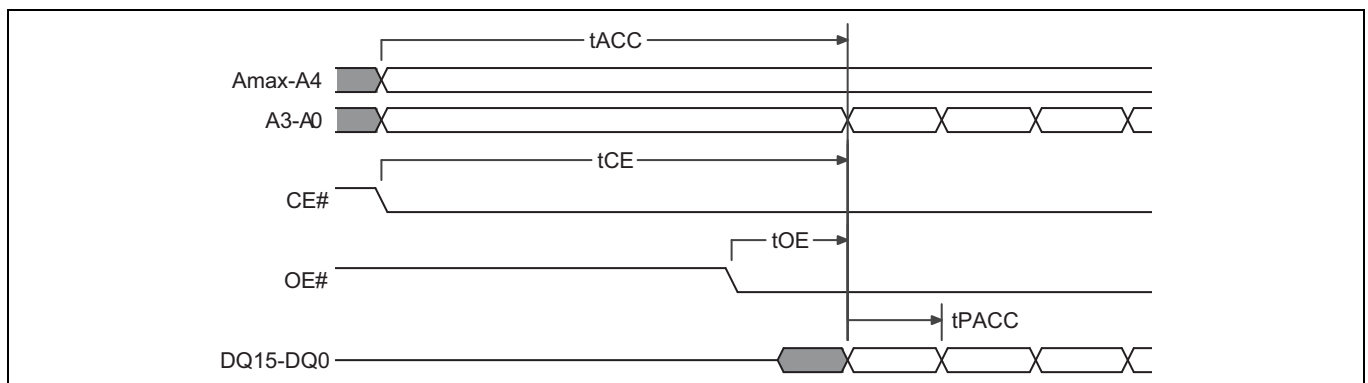 tACC
Amax-A4
A3-A0
tCE
CE#
tOE
OE#
tPACC
DQ15-DQ0